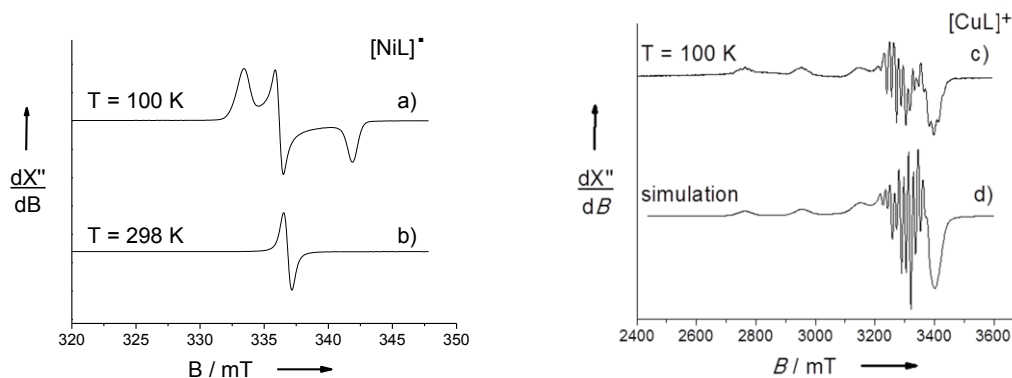 [NiL]•
T = 100 K
a)
dX"
dB
T = 298 K
b)
320 325 330 335 340 345 350
B / mT
[CuL]+
T = 100 K
c)
dX"
dB
simulation
d)
2400 2600 2800 3000 3200 3400 3600
B / mT